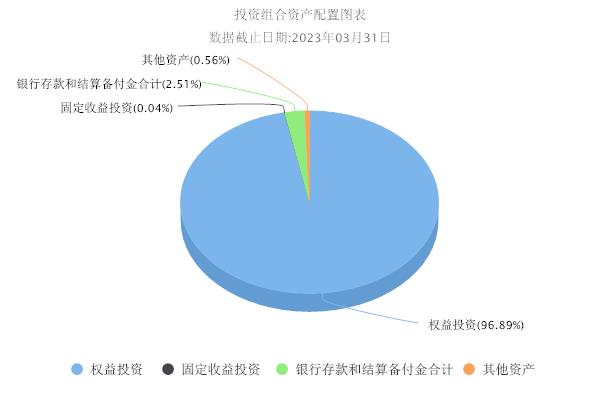 投资组合资产配置图表
数据截止日期:2023年03月31日
其他资产(0.56%)
银行存款和结算备付金合计(2.51%)
固定收益投资(0.04%)
权益投资(96.89%)
权益投资 固定收益投资 银行存款和结算备付金合计 其他资产